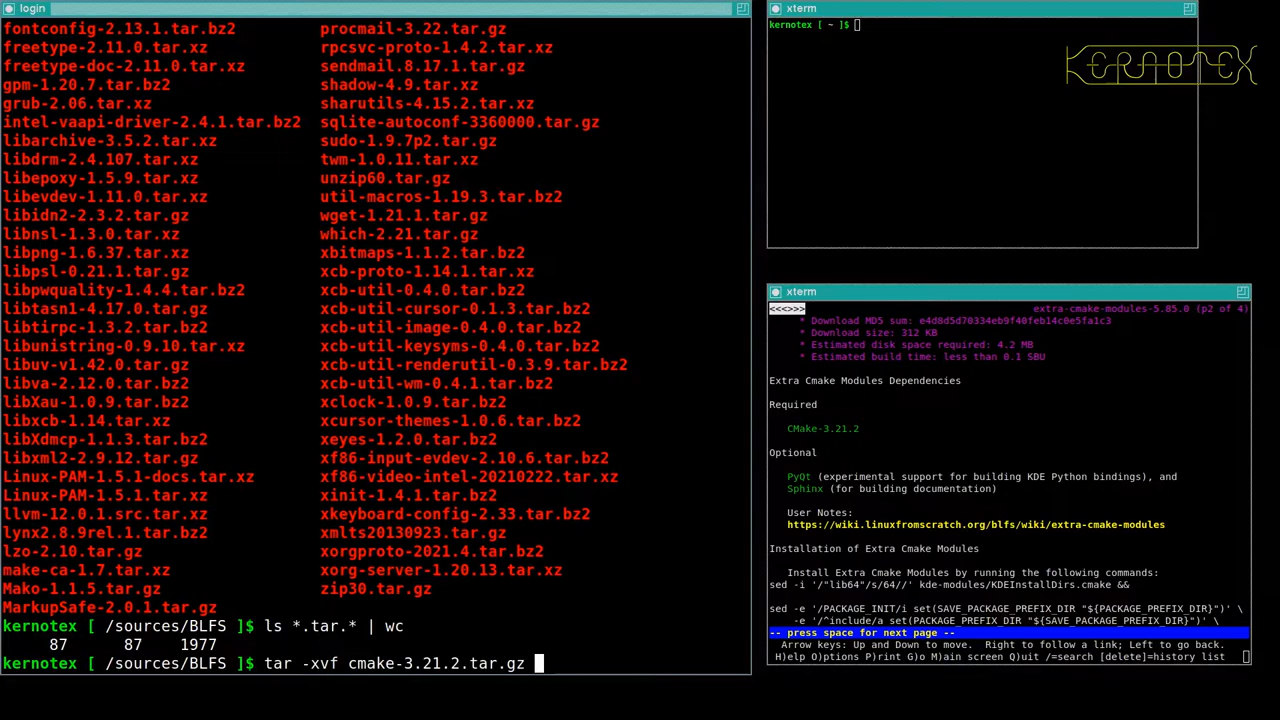 login
fontconfig-2.13.1.tar.bz2 procmail-3.22.tar.gz
freetype-2.11.0.tar.xz rpcsvc-proto-1.4.2.tar.xz
freetype-doc-2.11.0.tar.xz sendmail.8.17.1.tar.gz
gpm-1.20.7.tar.bz2 shadow-4.9.tar.xz
grub-2.06.tar.xz sharutils-4.15.2.tar.xz
intel-vaapi-driver-2.4.1.tar.bz2 sqlite-autoconf-3360000.tar.gz
libarchive-3.5.2.tar.xz sudo-1.9.7p2.tar.gz
libdrm-2.4.107.tar.xz twm-1.0.11.tar.xz
libepoxy-1.5.9.tar.xz unzip60.tar.gz
libevdev-1.11.0.tar.xz util-macros-1.19.3.tar.bz2
libidn2-2.3.2.tar.gz wget-1.21.1.tar.gz
libnsl-1.3.0.tar.xz which-2.21.tar.gz
libpng-1.6.37.tar.xz xbitmaps-1.1.2.tar.bz2
libpsl-0.21.1.tar.gz xcb-proto-1.14.1.tar.xz
libpwquality-1.4.4.tar.bz2 xcb-util-0.4.0.tar.bz2
libtasn1-4.17.0.tar.gz xcb-util-cursor-0.1.3.tar.bz2
libtirpc-1.3.2.tar.bz2 xcb-util-image-0.4.0.tar.bz2
libunistring-0.9.10.tar.xz xcb-util-keysyms-0.4.0.tar.bz2
libuv-v1.42.0.tar.gz xcb-util-renderutil-0.3.9.tar.bz2
libva-2.12.0.tar.bz2 xcb-util-wm-0.4.1.tar.bz2
libXau-1.0.9.tar.bz2 xclock-1.0.9.tar.bz2
libxcb-1.14.tar.xz xcursor-themes-1.0.6.tar.bz2
libXdmcp-1.1.3.tar.bz2 xeyes-1.2.0.tar.bz2
libxml2-2.9.12.tar.gz xf86-input-evdev-2.10.6.tar.bz2
Linux-PAM-1.5.1-docs.tar.xz xf86-video-intel-20210222.tar.xz
Linux-PAM-1.5.1.tar.xz xinit-1.4.1.tar.bz2
llvm-12.0.1.src.tar.xz xkeyboard-config-2.33.tar.bz2
lynx2.8.9rel.1.tar.bz2 xmlts20130923.tar.gz
lzo-2.10.tar.gz xorgproto-2021.4.tar.bz2
make-ca-1.7.tar.xz xorg-server-1.20.13.tar.xz
Mako-1.1.5.tar.gz zip30.tar.gz
MarkupSafe-2.0.1.tar.gz
kernotex [ /sources/BLFS ]$ ls *.tar.* | wc
87 87 1977
kernotex [ /sources/BLFS ]$ tar -xvf cmake-3.21.2.tar.gz
xterm
kernotex [ ~ ]$
KERNOTEX
xterm
<<<>>> extra-cmake-modules-5.85.0 (p2 of 4)
* Download MD5 sum: e4d8d5d70334eb9f40feb14c0e5fa1c3
* Download size: 312 KB
* Estimated disk space required: 4.2 MB
* Estimated build time: less than 0.1 SBU
Extra Cmake Modules Dependencies
Required
CMake-3.21.2
Optional
PyQt (experimental support for building KDE Python bindings), and
Sphinx (for building documentation)
User Notes:
https://wiki.linuxfromscratch.org/blfs/wiki/extra-cmake-modules
Installation of Extra Cmake Modules
Install Extra Cmake Modules by running the following commands:
sed -i '/"lib64"/s/64//' kde-modules/KDEInstallDirs.cmake &&
sed -e '/PACKAGE_INIT/i set(SAVE_PACKAGE_PREFIX_DIR "${PACKAGE_PREFIX_DIR}")' \
-e '/^include/a set(PACKAGE_PREFIX_DIR "${SAVE_PACKAGE_PREFIX_DIR}")' \
-- press space for next page --
Arrow keys: Up and Down to move. Right to follow a link; Left to go back.
H)elp O)ptions P)rint G)o M)ain screen Q)uit /=search [delete]=history list